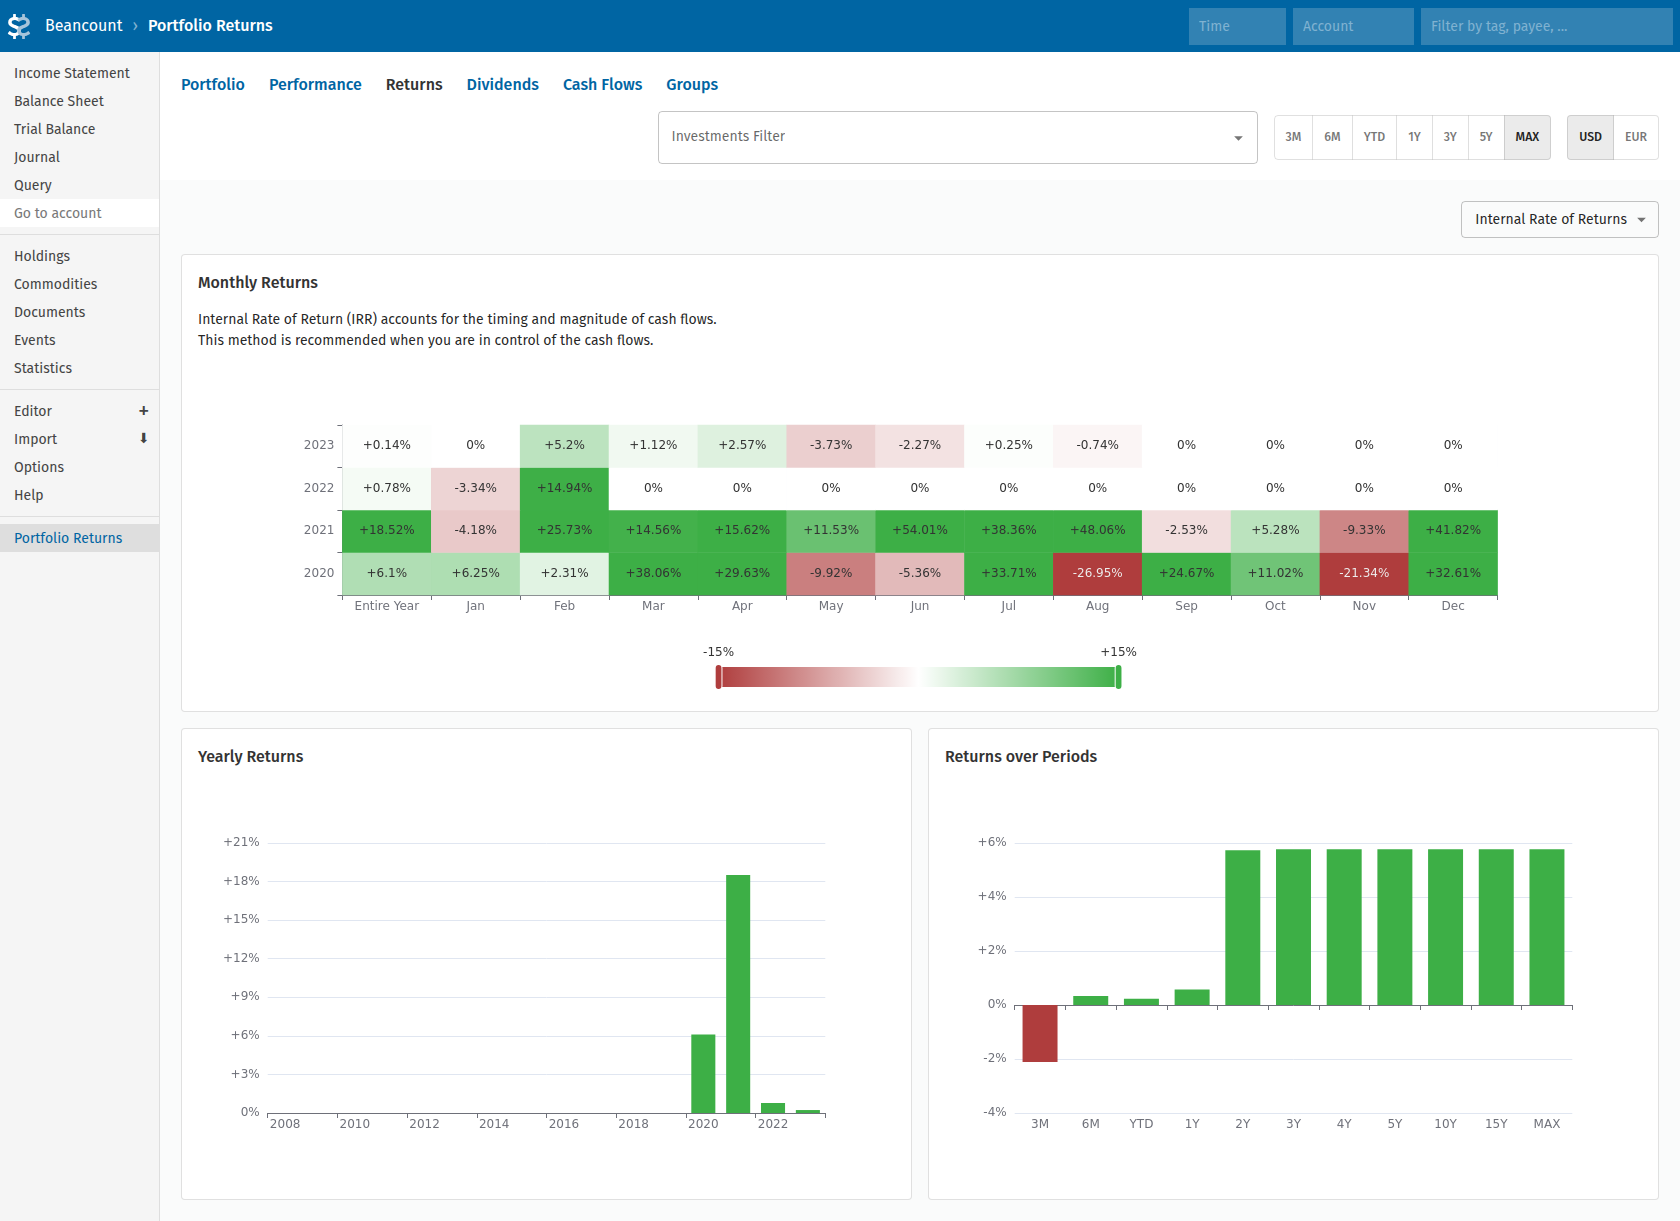 Beancount › Portfolio Returns
Time
Account
Filter by tag, payee, ...
Income Statement
Balance Sheet
Trial Balance
Journal
Query
Go to account
Holdings
Commodities
Documents
Events
Statistics
Editor +
Import ⬇
Options
Help
Portfolio Returns
Portfolio Performance Returns Dividends Cash Flows Groups
Investments Filter
3M 6M YTD 1Y 3Y 5Y MAX
USD EUR
Internal Rate of Returns
Monthly Returns
Internal Rate of Return (IRR) accounts for the timing and magnitude of cash flows.
This method is recommended when you are in control of the cash flows.
2023 +0.14% 0% +5.2% +1.12% +2.57% -3.73% -2.27% +0.25% -0.74% 0% 0% 0% 0%
2022 +0.78% -3.34% +14.94% 0% 0% 0% 0% 0% 0% 0% 0% 0% 0%
2021 +18.52% -4.18% +25.73% +14.56% +15.62% +11.53% +54.01% +38.36% +48.06% -2.53% +5.28% -9.33% +41.82%
2020 +6.1% +6.25% +2.31% +38.06% +29.63% -9.92% -5.36% +33.71% -26.95% +24.67% +11.02% -21.34% +32.61%
Entire Year Jan Feb Mar Apr May Jun Jul Aug Sep Oct Nov Dec
-15% +15%
Yearly Returns
+21%
+18%
+15%
+12%
+9%
+6%
+3%
0%
2008 2010 2012 2014 2016 2018 2020 2022
Returns over Periods
+6%
+4%
+2%
0%
-2%
-4%
3M 6M YTD 1Y 2Y 3Y 4Y 5Y 10Y 15Y MAX